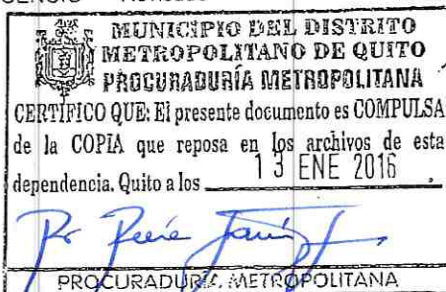 MUNICIPIO DEL DISTRITO
METROPOLITANO DE QUITO
PROCURADURÍA METROPOLITANA
CERTIFICO QUE: El presente documento es COMPULSA
de la COPIA que reposa en los archivos de esta
dependencia. Quito a los 13 ENE 2016.
PROCURADURÍA METROPOLITANA